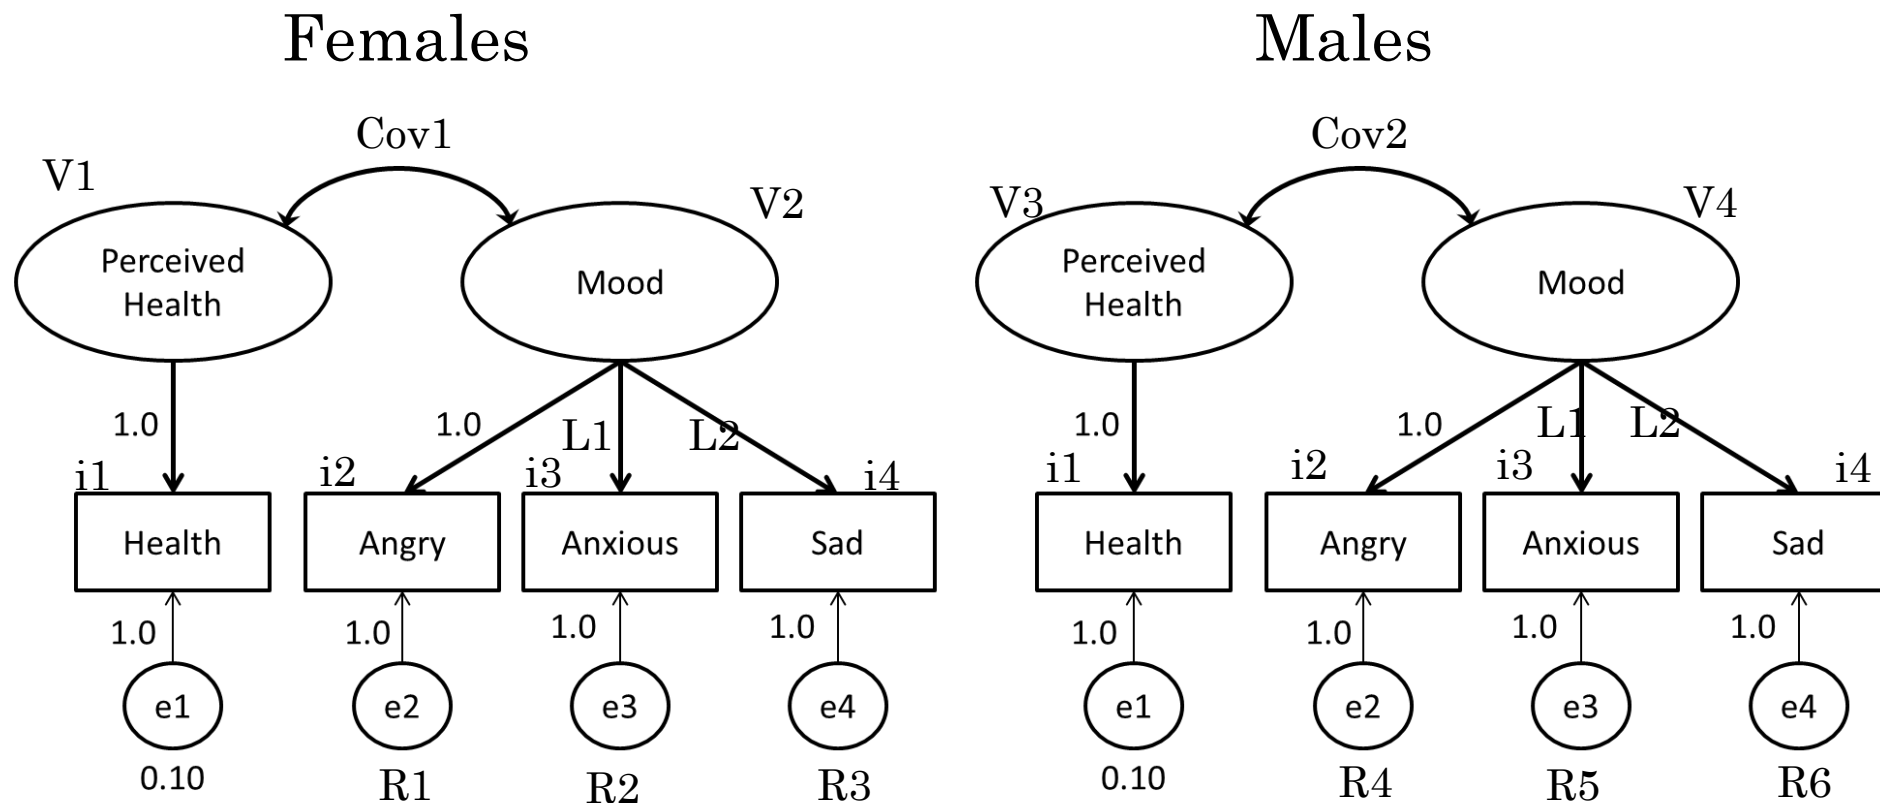 Females
Males
Cov1
Cov2
V1
V2
V3
V4
Perceived
Health
Mood
Perceived
Health
Mood
1.0
1.0
L1
L2
1.0
1.0
L1
L2
i1
i2
i3
i4
i1
i2
i3
i4
Health
Angry
Anxious
Sad
Health
Angry
Anxious
Sad
1.0
1.0
1.0
1.0
1.0
1.0
1.0
1.0
e1
e2
e3
e4
e1
e2
e3
e4
0.10
R1
R2
R3
0.10
R4
R5
R6